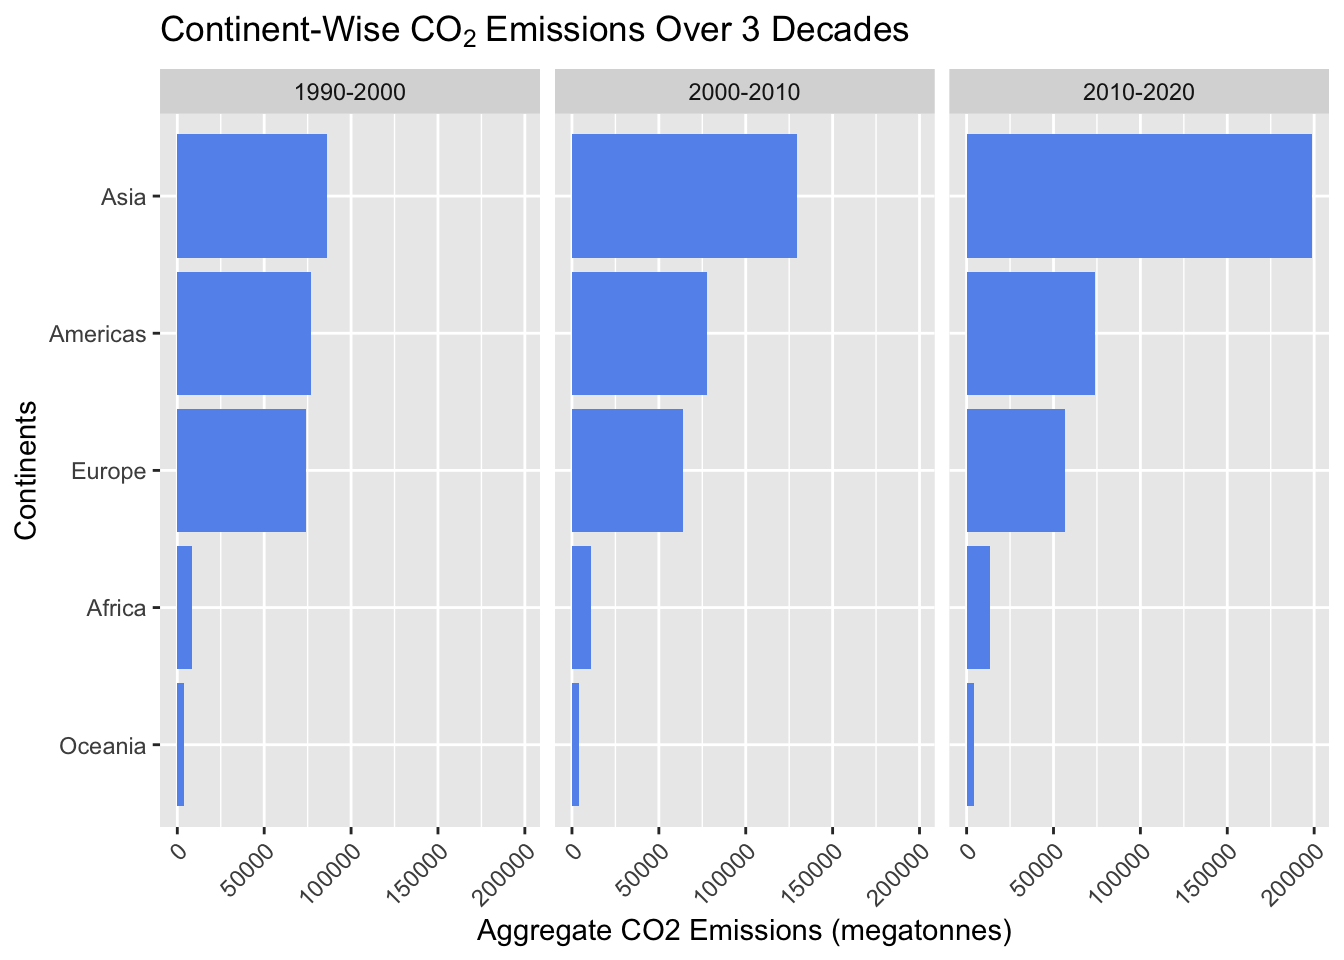 Continent-Wise CO₂ Emissions Over 3 Decades
1990-2000
2000-2010
2010-2020
Continents
Asia
Americas
Europe
Africa
Oceania
0 50000 100000 150000 200000
0 50000 100000 150000 200000
0 50000 100000 150000 200000
Aggregate CO2 Emissions (megatonnes)